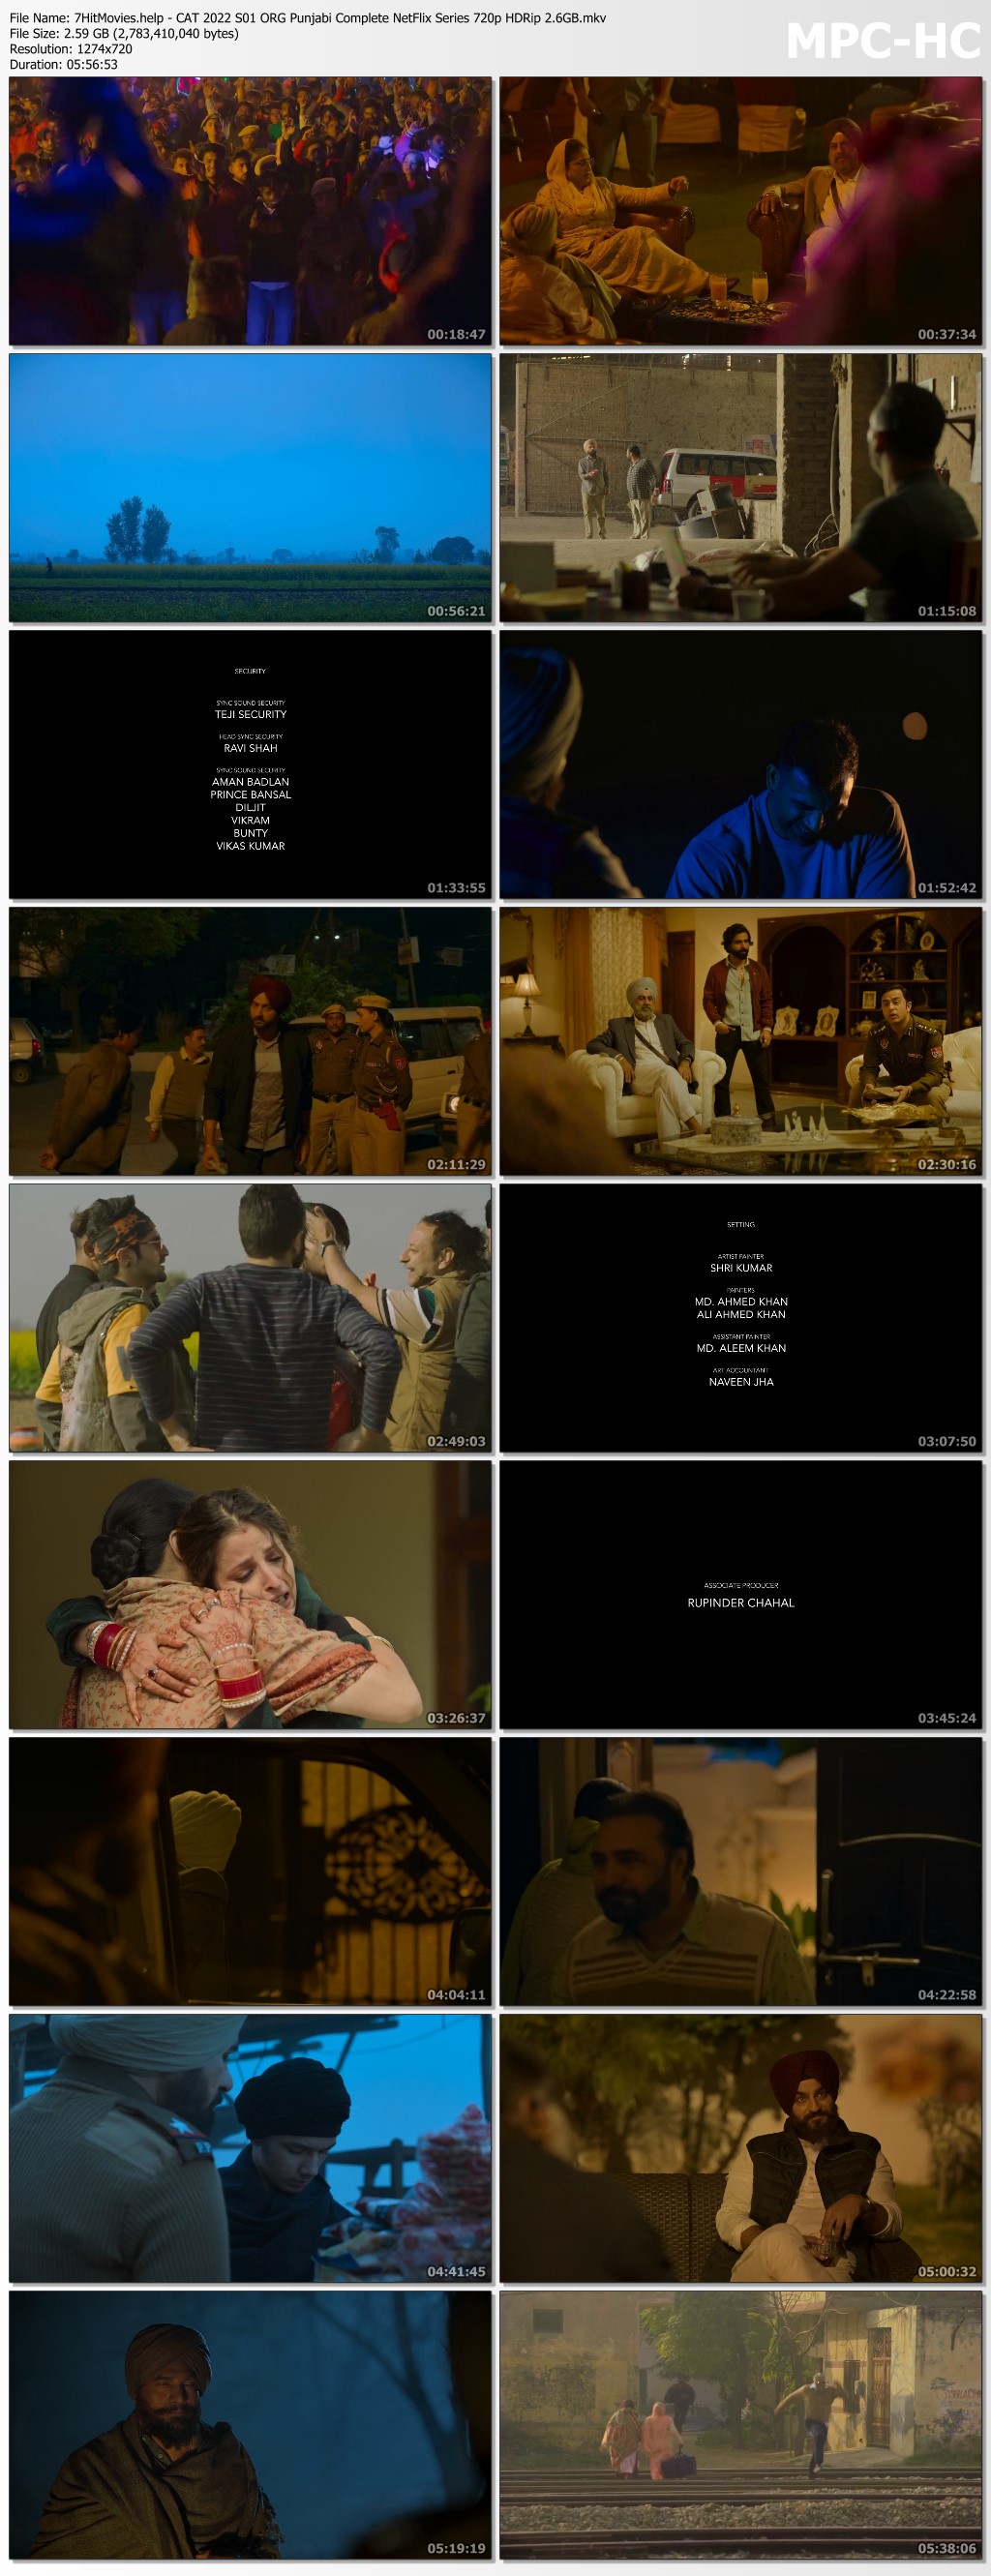 File Name: 7HitMovies.help - CAT 2022 S01 ORG Punjabi Complete NetFlix Series 720p HDRip 2.6GB.mkv
File Size: 2.59 GB (2,783,410,040 bytes)
Resolution: 1274x720
Duration: 05:56:53
MPC-HC
00:18:47
00:37:34
00:56:21
01:15:08
SECURITY
SYNC SOUND SECURITY
TEJI SECURITY
HEAD SYNC SECURITY
RAVI SHAH
SYNC SOUND SECURITY
AMAN BADLAN
PRINCE BANSAL
DILJIT
VIKRAM
BUNTY
VIKAS KUMAR
01:33:55
01:52:42
02:11:29
02:30:16
02:49:03
SETTING
ARTIST PAINTER
SHRI KUMAR
PAINTERS
MD. AHMED KHAN
ALI AHMED KHAN
ASSISTANT PAINTER
MD. ALEEM KHAN
ART ACCOUNTANT
NAVEEN JHA
03:07:50
03:26:37
ASSOCIATE PRODUCER
RUPINDER CHAHAL
03:45:24
04:04:11
04:22:58
04:41:45
05:00:32
05:19:19
05:38:06